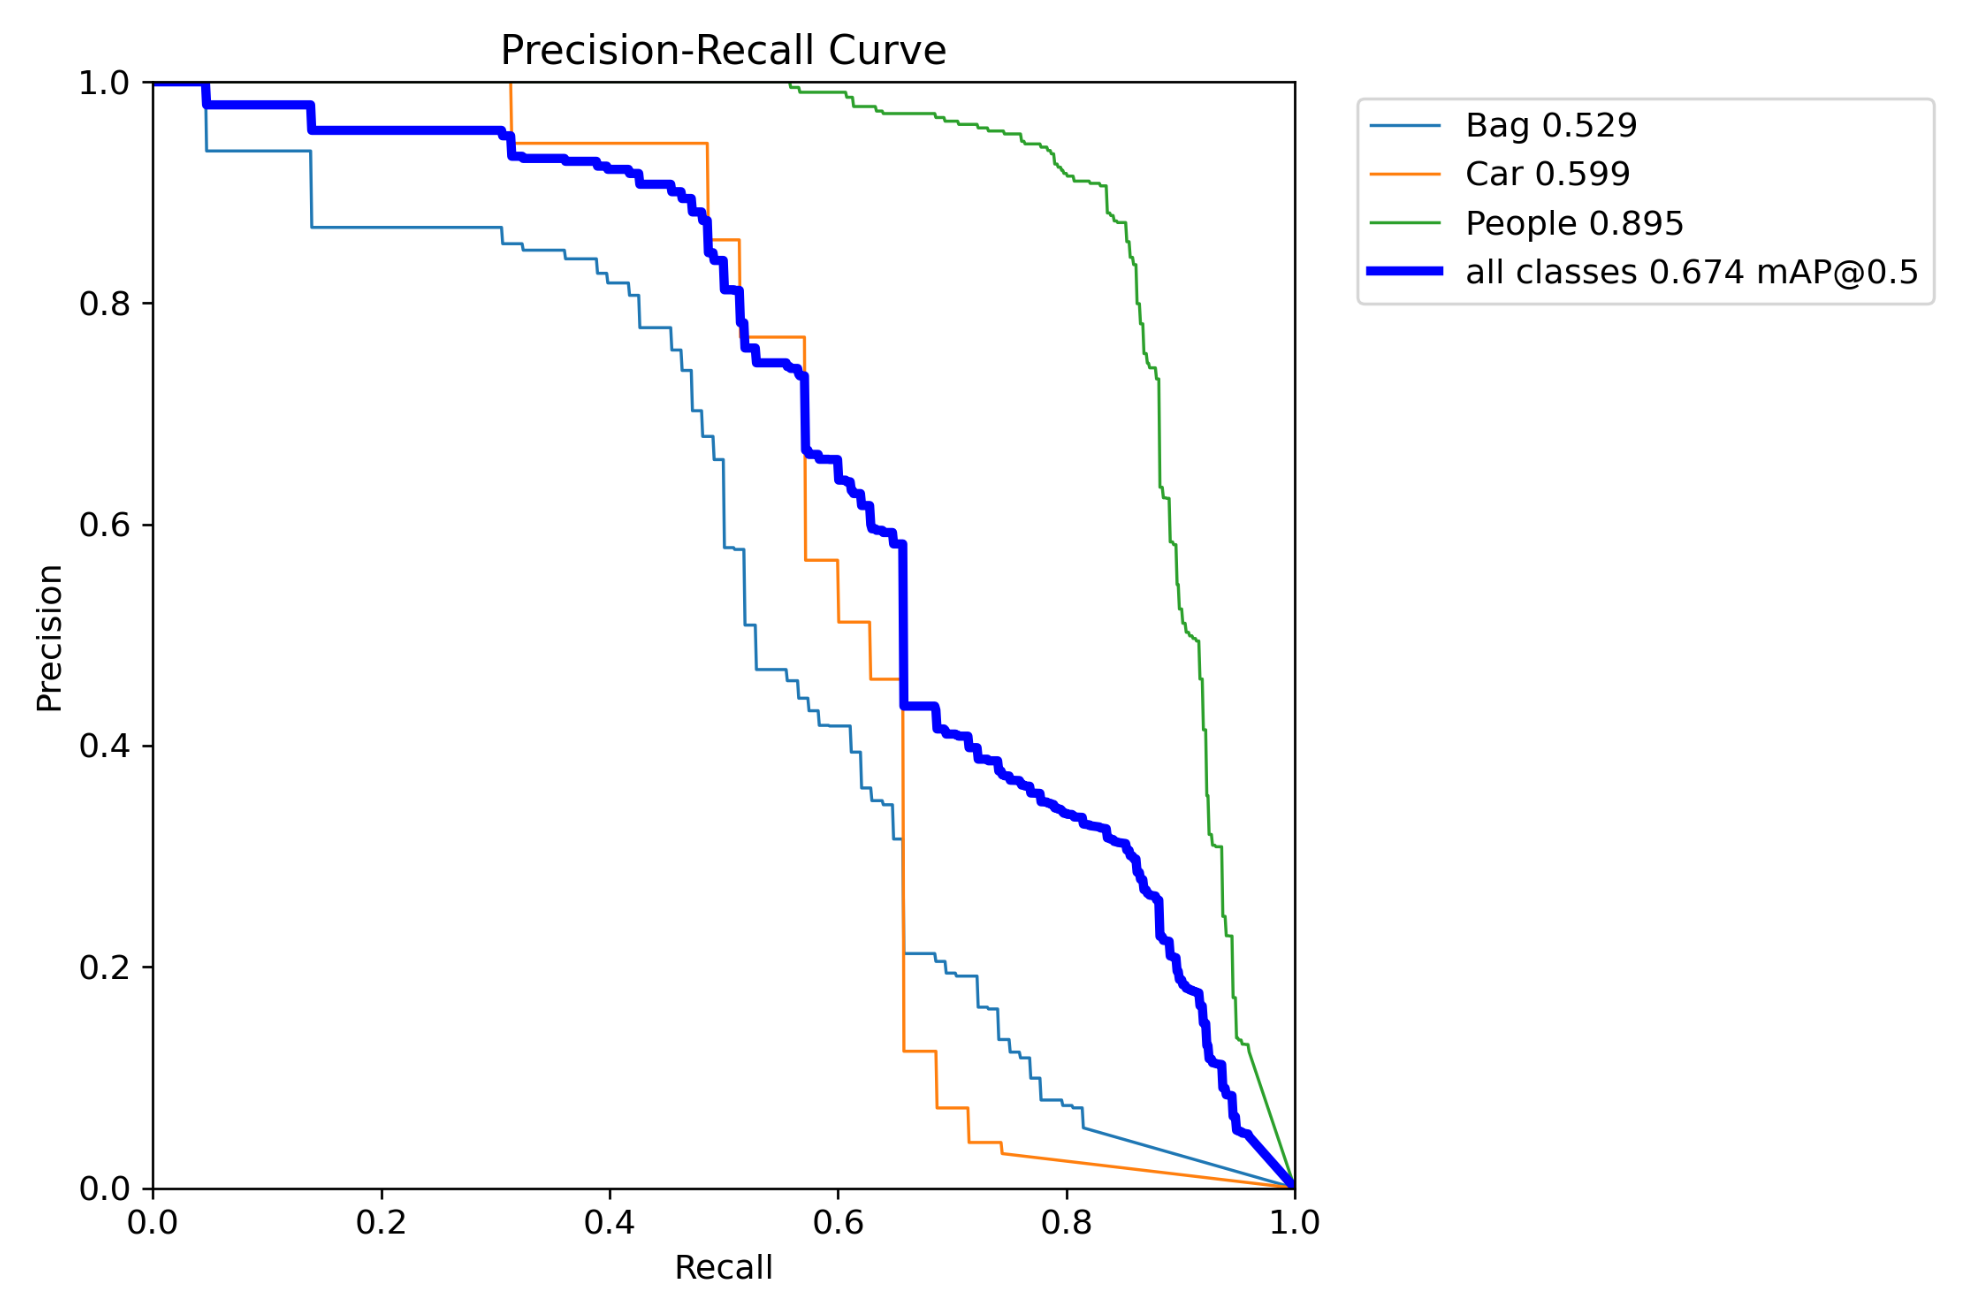 Precision-Recall Curve
1.0
0.8
0.6
0.4
0.2
0.0
Precision
0.0 0.2 0.4 0.6 0.8 1.0
Recall
Bag 0.529
Car 0.599
People 0.895
all classes 0.674 mAP@0.5